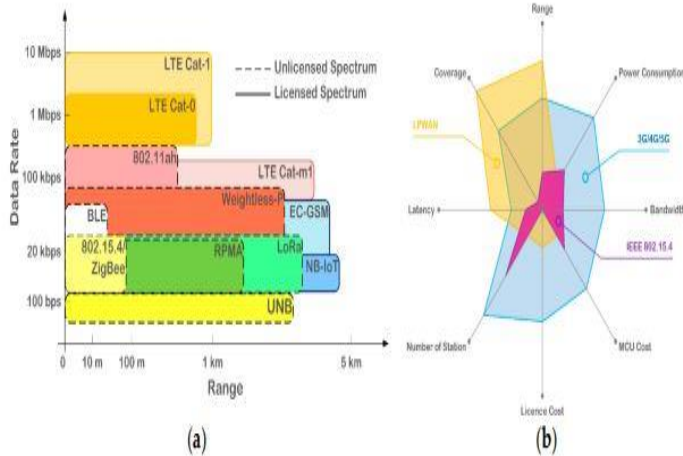 10 Mbps
1 Mbps
100 kbps
20 kbps
100 bps
Data Rate
LTE Cat-1
LTE Cat-0
802.11ah
LTE Cat-m1
Weightless-P
BLE
EC-GSM
802.15.4/
ZigBee
RPMA
LoRa
NB-IoT
UNB
Unlicensed Spectrum
Licensed Spectrum
0
10 m
100 m
1 km
5 km
Range
(a)
(b)
Range
Coverage
Power Consumption
LPWAN
3G/4G/5G
Latency
Bandwidth
IEEE 802.15.4
Number of Station
MCU Cost
Licence Cost